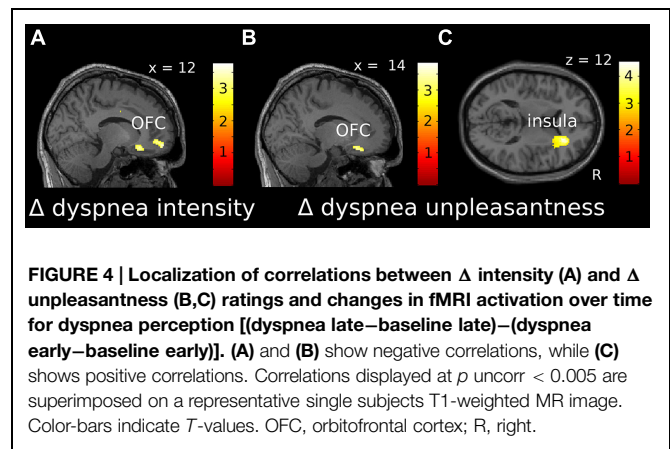 A
B
C
x = 12
x = 14
z = 12
OFC
OFC
insula
3
2
1
3
2
1
4
3
2
1
R
Δ dyspnea intensity
Δ dyspnea unpleasantness
FIGURE 4 | Localization of correlations between Δ intensity (A) and Δ
unpleasantness (B,C) ratings and changes in fMRI activation over time
for dyspnea perception [(dyspnea late−baseline late)−(dyspnea
early−baseline early)]. (A) and (B) show negative correlations, while (C)
shows positive correlations. Correlations displayed at p uncorr < 0.005 are
superimposed on a representative single subjects T1-weighted MR image.
Color-bars indicate T-values. OFC, orbitofrontal cortex; R, right.